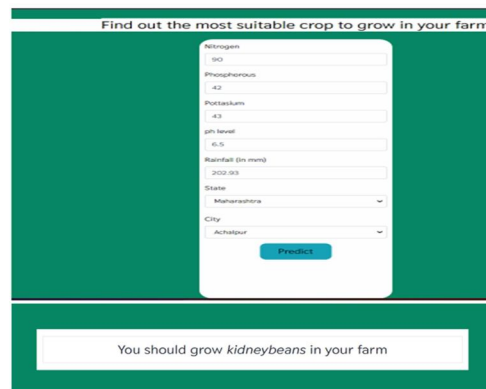 Find out the most suitable crop to grow in your farm
Nitrogen
90
Phosphorous
42
Pottasium
43
ph level
6.5
Rainfall (in mm)
202.93
State
Maharashtra
City
Achalpur
Predict
You should grow kidneybeans in your farm